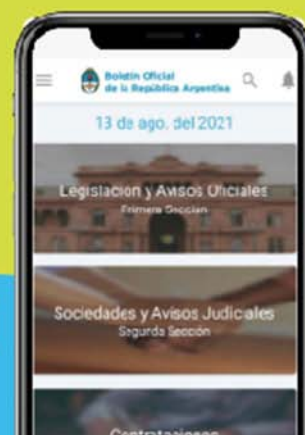 Boletín Oficial
de la República Argentina
13 de ago. del 2021
Legislación y Avisos Oficiales
Primera Sección
Sociedades y Avisos Judiciales
Segunda Sección
Contrataciones